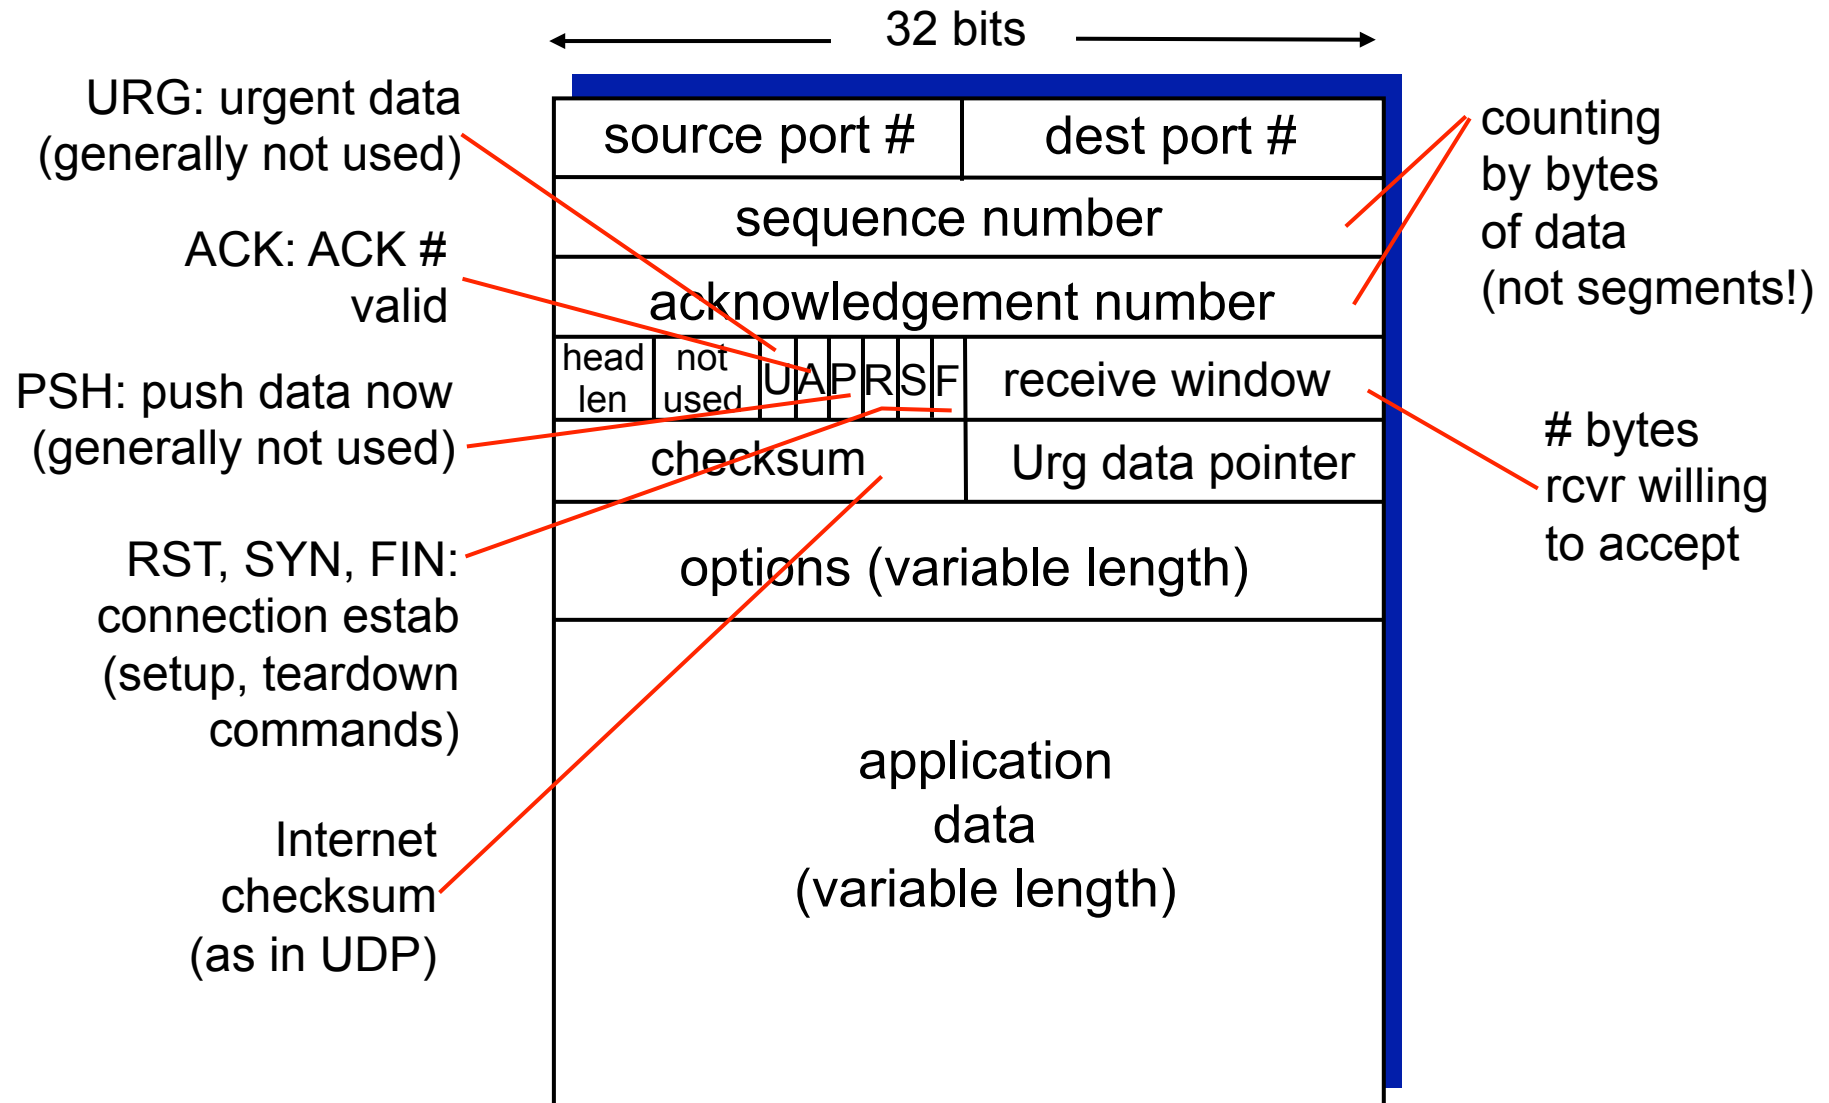 32 bits
URG: urgent data
(generally not used)
ACK: ACK #
valid
PSH: push data now
(generally not used)
RST, SYN, FIN:
connection estab
(setup, teardown
commands)
Internet
checksum
(as in UDP)
source port #
dest port #
sequence number
acknowledgement number
head
len
not
used
U
A
P
R
S
F
receive window
checksum
Urg data pointer
options (variable length)
application
data
(variable length)
counting
by bytes
of data
(not segments!)
# bytes
rcvr willing
to accept